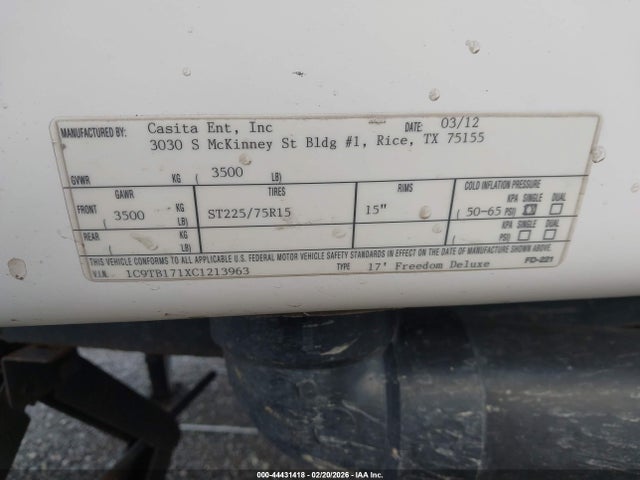 MANUFACTURED BY: Casita Ent, Inc DATE: 03/12
3030 S McKinney St Bldg #1, Rice, TX 75155
GVWR KG ( 3500 LB)
GAWR TIRES RIMS COLD INFLATION PRESSURE
KPA SINGLE DUAL
FRONT 3500 KG ( LB) ST225/75R15 15" ( 50-65 PSI)
REAR KG ( LB) KPA SINGLE DUAL ( PSI)
THIS VEHICLE CONFORMS TO ALL APPLICABLE U.S. FEDERAL MOTOR VEHICLE SAFETY STANDARDS IN EFFECT ON THE DATE OF MANUFACTURE SHOWN ABOVE.
V.I.N. 1C9TB171XC1213963 TYPE 17' Freedom Deluxe FD-221
000-44431418 - 02/20/2026 - IAA Inc.